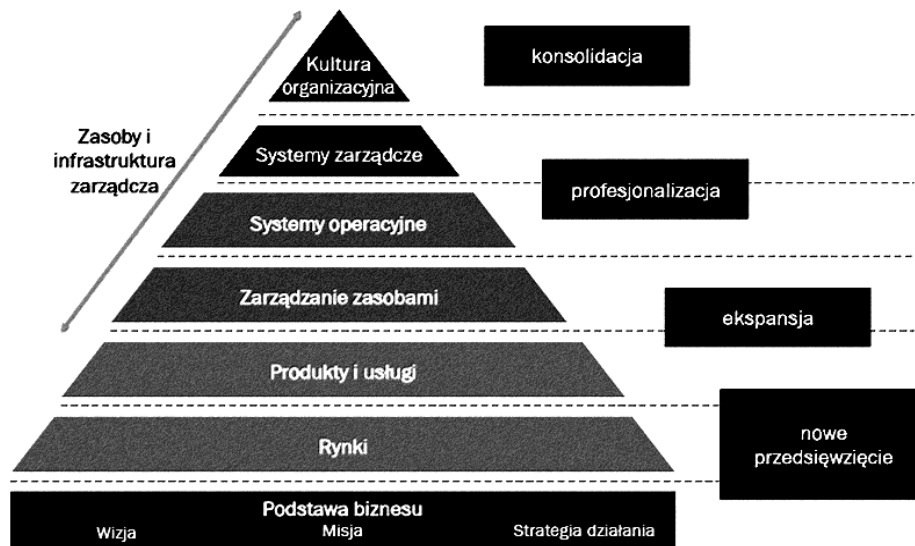 Kultura
organizacyjna
konsolidacja
Zasoby i
infrastruktura
zarządcza
Systemy zarządcze
profesjonalizacja
Systemy operacyjne
Zarządzanie zasobami
ekspansja
Produkty i usługi
Rynki
nowe
przedsięwzięcie
Podstawa biznesu
Wizja Misja Strategia działania